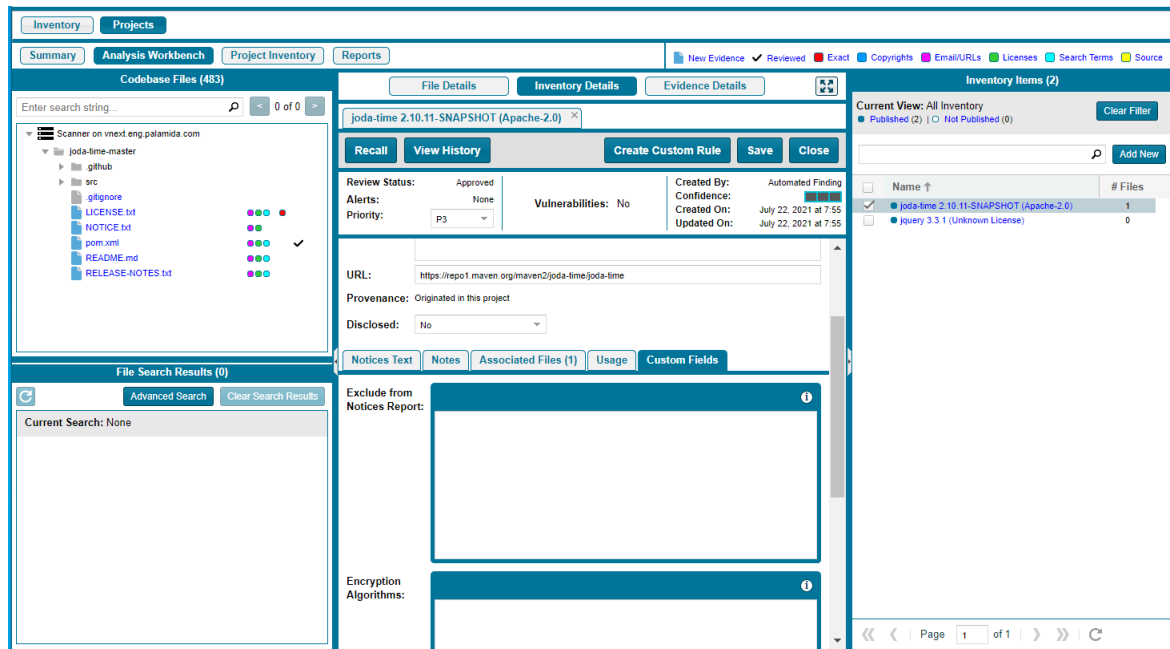 Inventory
Projects
Summary
Analysis Workbench
Project Inventory
Reports
New Evidence
Reviewed
Exact
Copyrights
Email/URLs
Licenses
Search Terms
Source
Codebase Files (483)
Enter search string...
<
0 of 0
>
Scanner on vnext.eng.palamida.com
joda-time-master
.github
src
.gitignore
LICENSE.txt
NOTICE.txt
pom.xml
README.md
RELEASE-NOTES.txt
File Search Results (0)
Advanced Search
Clear Search Results
Current Search: None
File Details
Inventory Details
Evidence Details
joda-time 2.10.11-SNAPSHOT (Apache-2.0)
Recall
View History
Create Custom Rule
Save
Close
Review Status: Approved
Alerts: None
Priority: P3
Vulnerabilities: No
Created By: Automated Finding
Confidence:
Created On: July 22, 2021 at 7:55
Updated On: July 22, 2021 at 7:55
URL: https://repo1.maven.org/maven2/joda-time/joda-time
Provenance: Originated in this project
Disclosed: No
Notices Text
Notes
Associated Files (1)
Usage
Custom Fields
Exclude from
Notices Report:
Encryption
Algorithms:
Inventory Items (2)
Current View: All Inventory
Published (2) | Not Published (0)
Clear Filter
Add New
Name
# Files
joda-time 2.10.11-SNAPSHOT (Apache-2.0) 1
jquery 3.3.1 (Unknown License) 0
Page 1 of 1